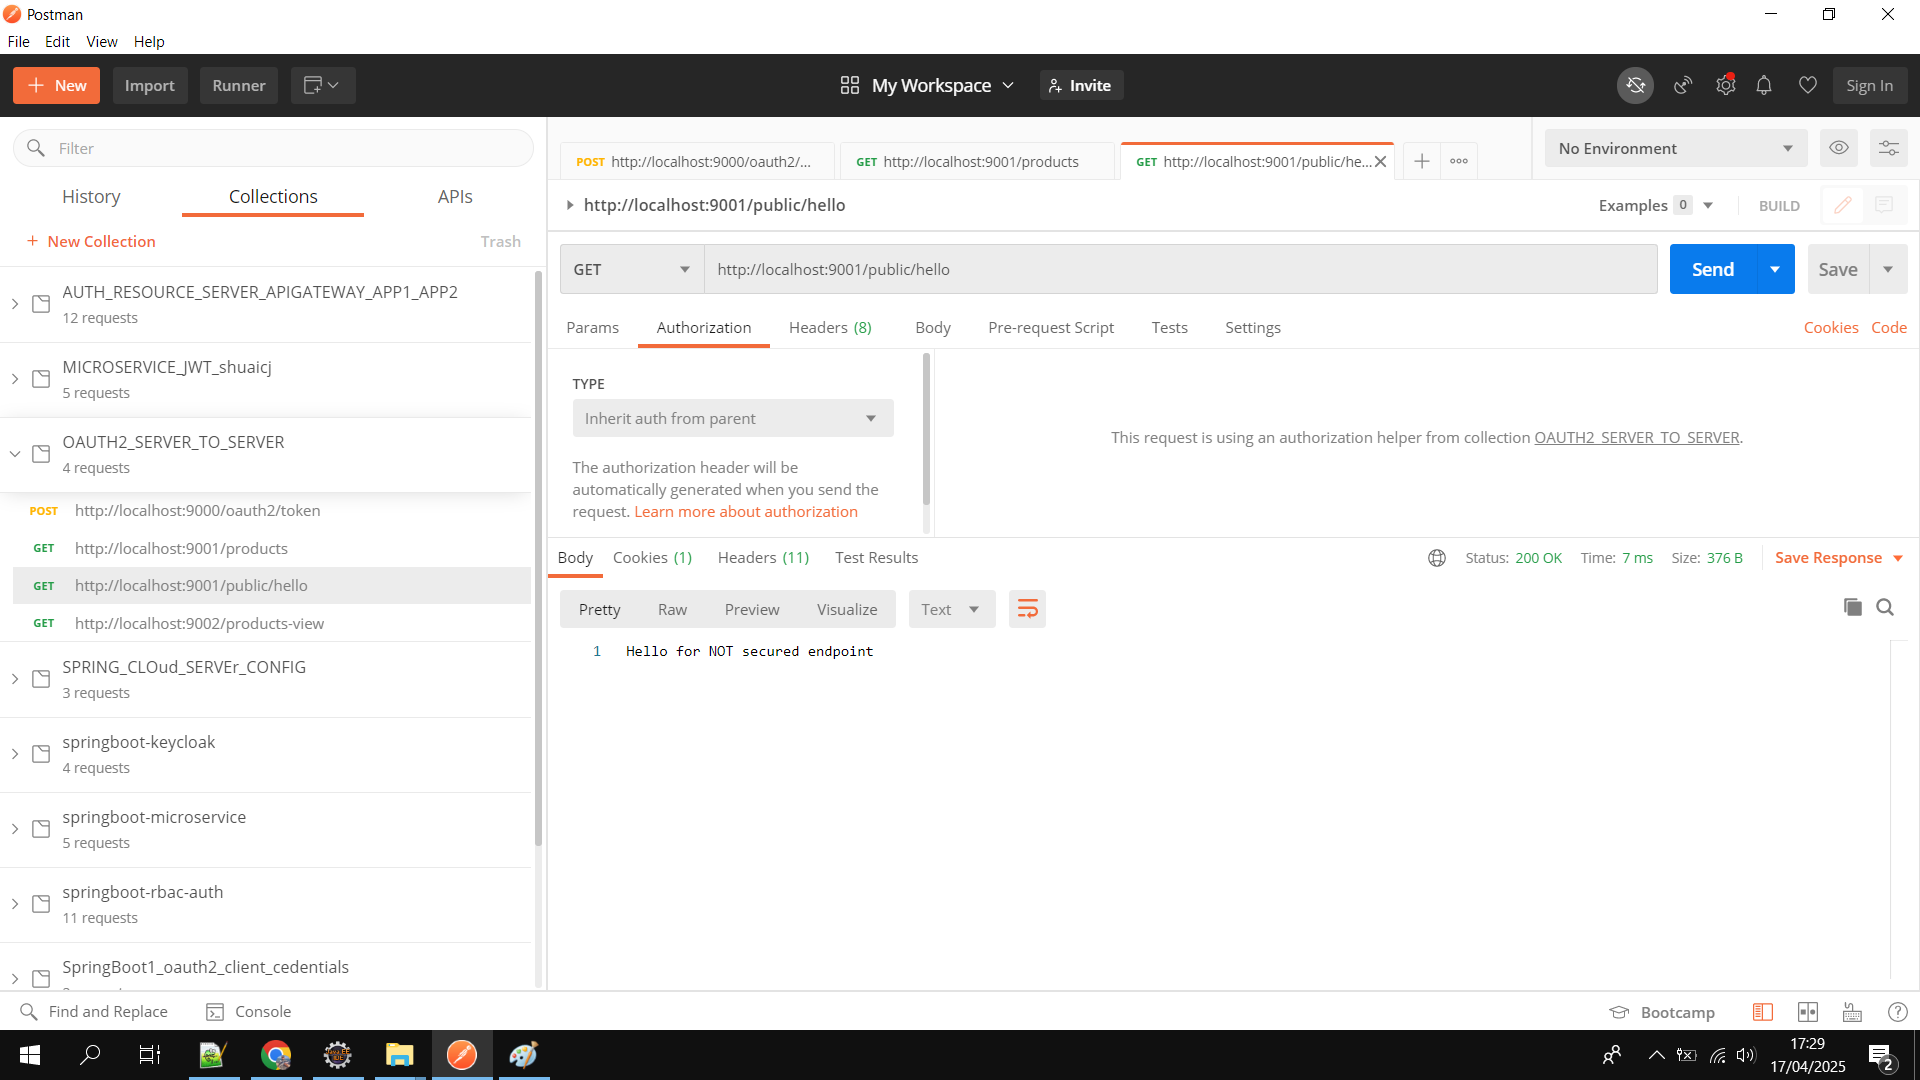 Postman
File Edit View Help
New Import Runner My Workspace Invite Sign In
Filter
History Collections APIs
New Collection Trash
AUTH_RESOURCE_SERVER_APIGATEWAY_APP1_APP2
12 requests
MICROSERVICE_JWT_shuaicj
5 requests
OAUTH2_SERVER_TO_SERVER
4 requests
POST http://localhost:9000/oauth2/token
GET http://localhost:9001/products
GET http://localhost:9001/public/hello
GET http://localhost:9002/products-view
SPRING_CLOud_SERVEr_CONFIG
3 requests
springboot-keycloak
4 requests
springboot-microservice
5 requests
springboot-rbac-auth
11 requests
SpringBoot1_oauth2_client_cedentials
POST http://localhost:9000/oauth2/... GET http://localhost:9001/products GET http://localhost:9001/public/he... No Environment
http://localhost:9001/public/hello Examples 0 BUILD
GET http://localhost:9001/public/hello Send Save
Params Authorization Headers (8) Body Pre-request Script Tests Settings Cookies Code
TYPE
Inherit auth from parent
The authorization header will be
automatically generated when you send the
request. Learn more about authorization
This request is using an authorization helper from collection OAUTH2_SERVER_TO_SERVER.
Body Cookies (1) Headers (11) Test Results Status: 200 OK Time: 7 ms Size: 376 B Save Response
Pretty Raw Preview Visualize Text
1 Hello for NOT secured endpoint
Find and Replace Console Bootcamp
17:29
17/04/2025
2